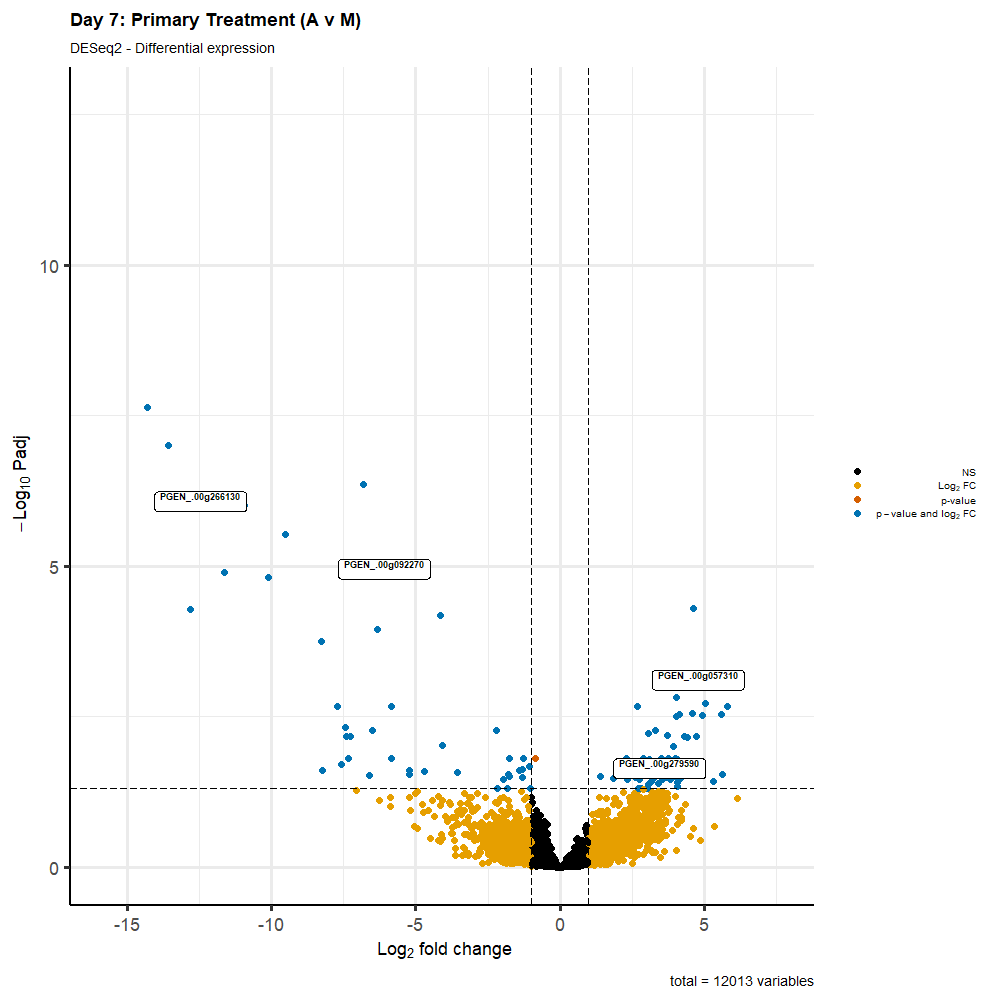 Day 7: Primary Treatment (A v M)
DESeq2 - Differential expression
10
5
0
-15
-10
-5
0
5
−Log10 Padj
Log2 fold change
PGEN_.00g266130
PGEN_.00g092270
PGEN_.00g057310
PGEN_.00g279590
NS
Log2 FC
p-value
p − value and log2 FC
total = 12013 variables